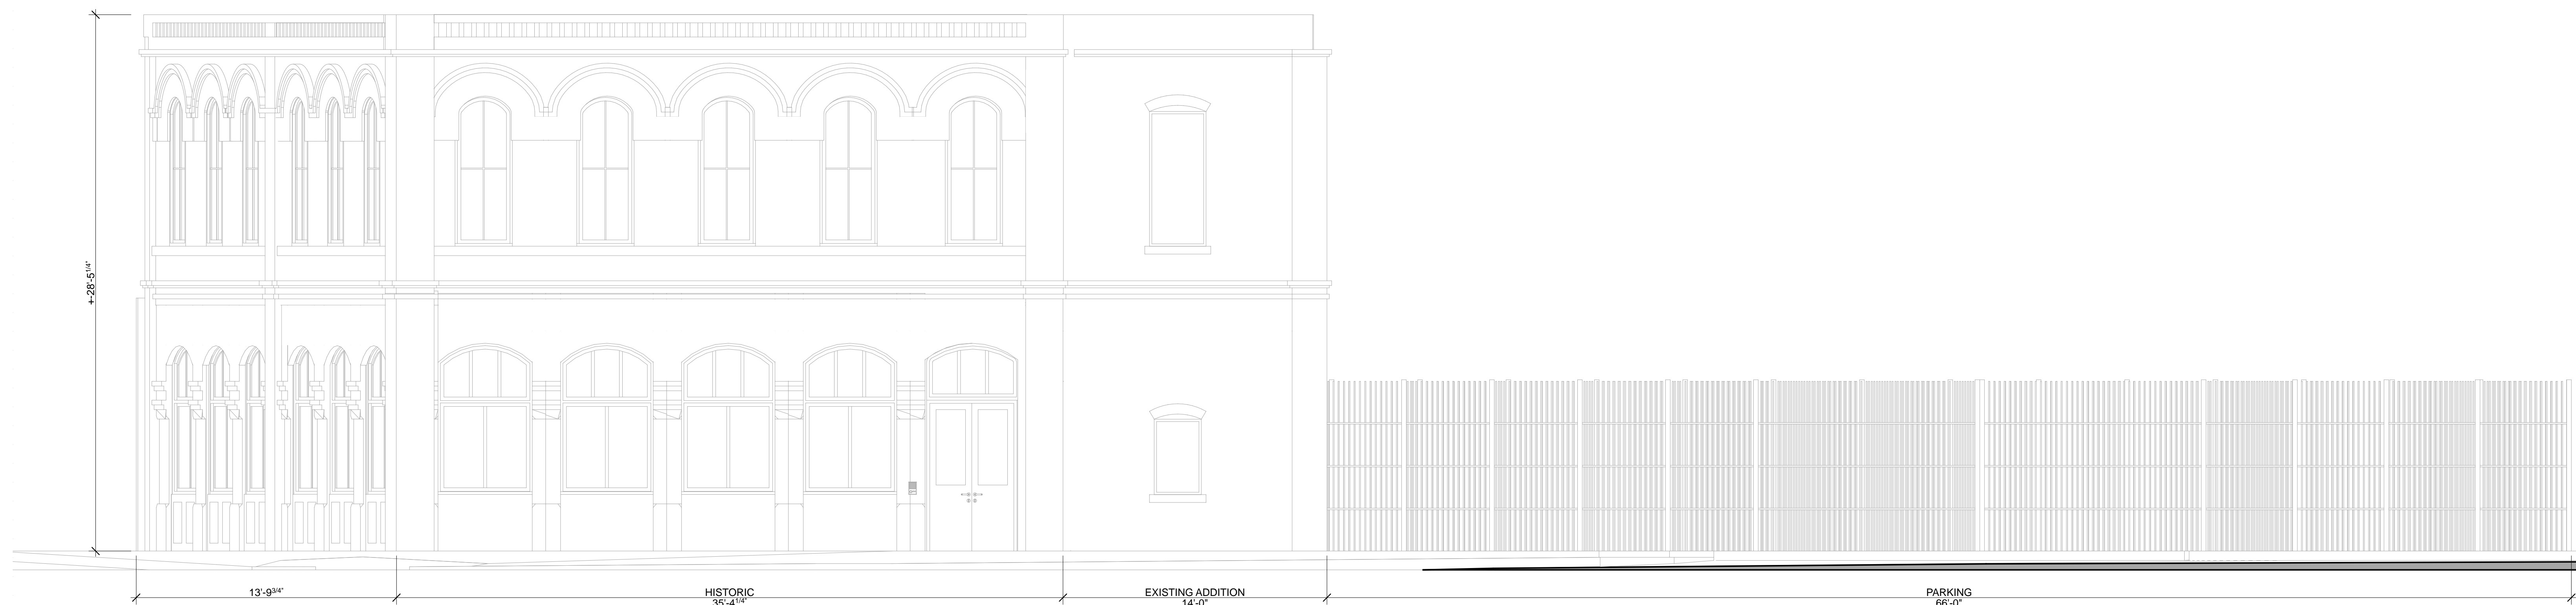 +-28'-5 1/4"
13'-9 3/4"
HISTORIC
35'-4 1/4"
EXISTING ADDITION
14'-0"
PARKING
66'-0"